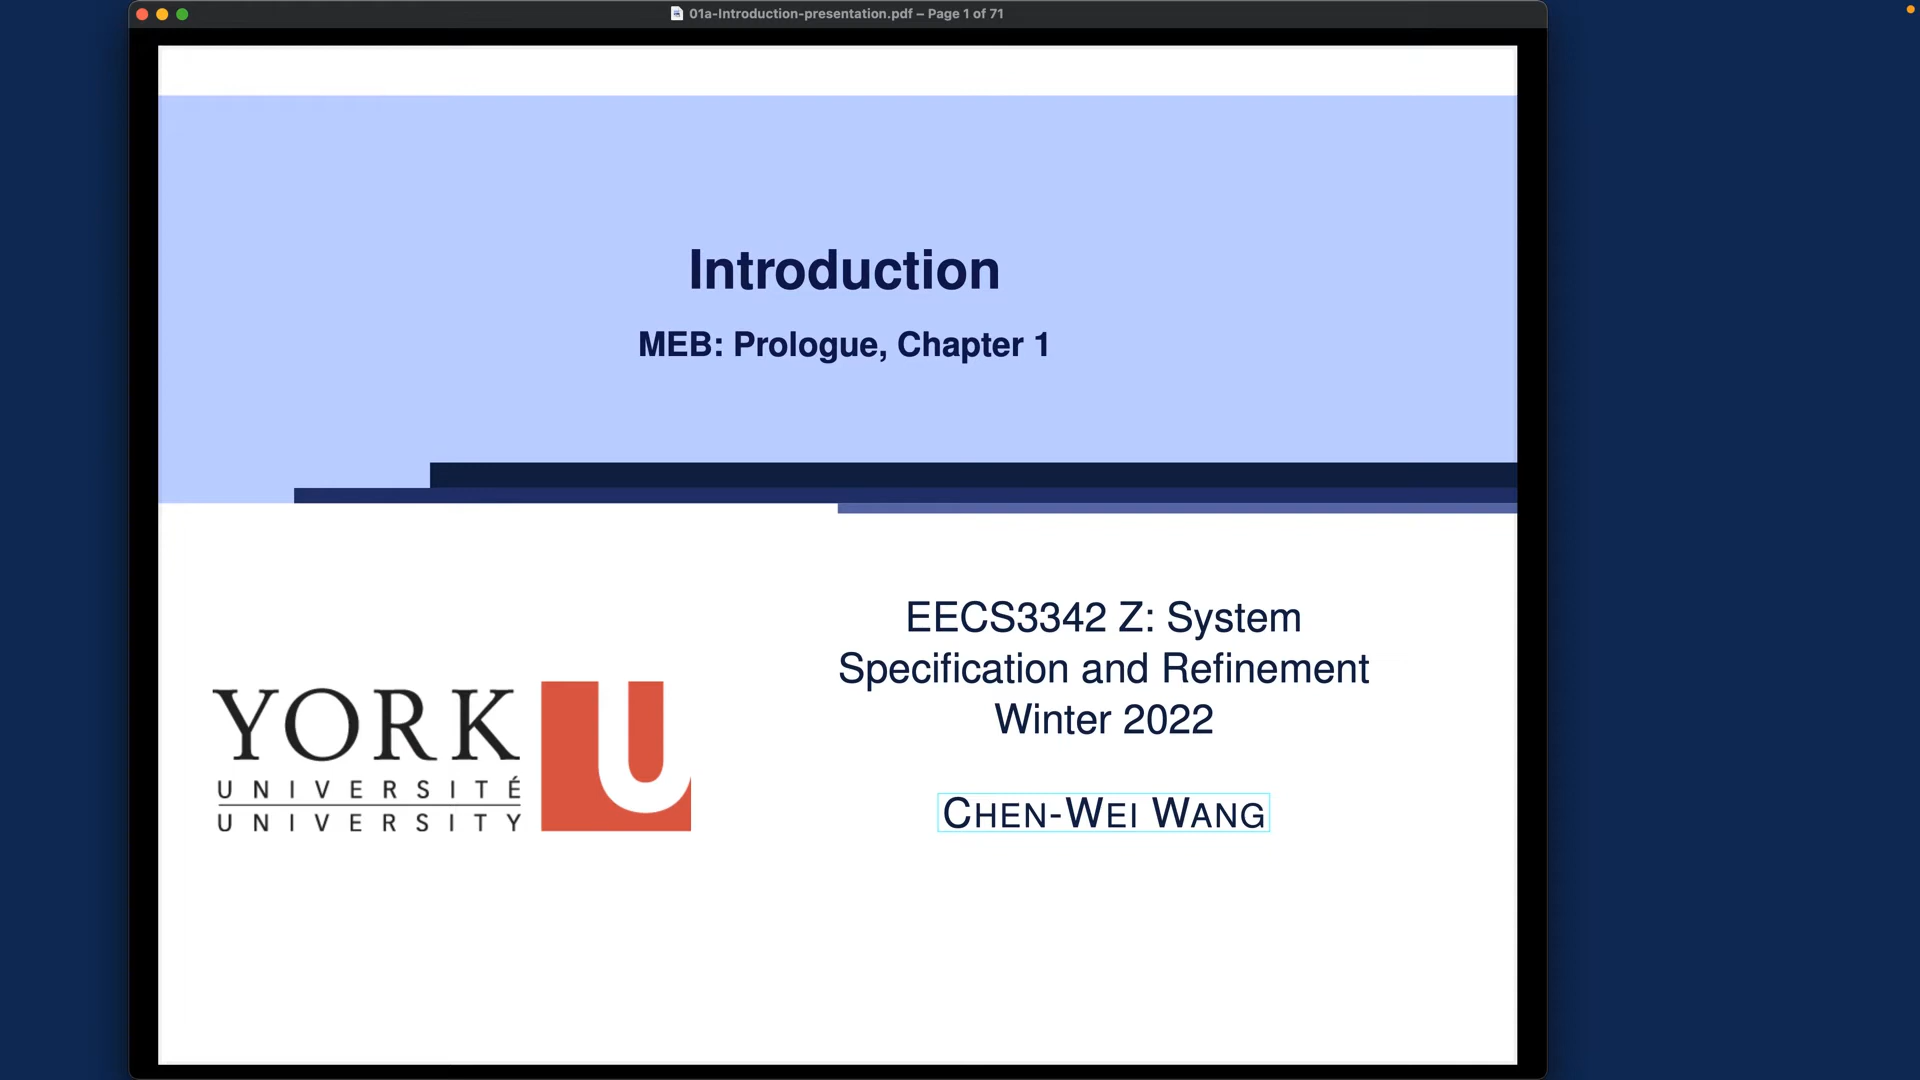 01a-Introduction-presentation.pdf – Page 1 of 71
Introduction
MEB: Prologue, Chapter 1
EECS3342 Z: System
Specification and Refinement
Winter 2022
CHEN-WEI WANG
YORK
UNIVERSITÉ
UNIVERSITY
U